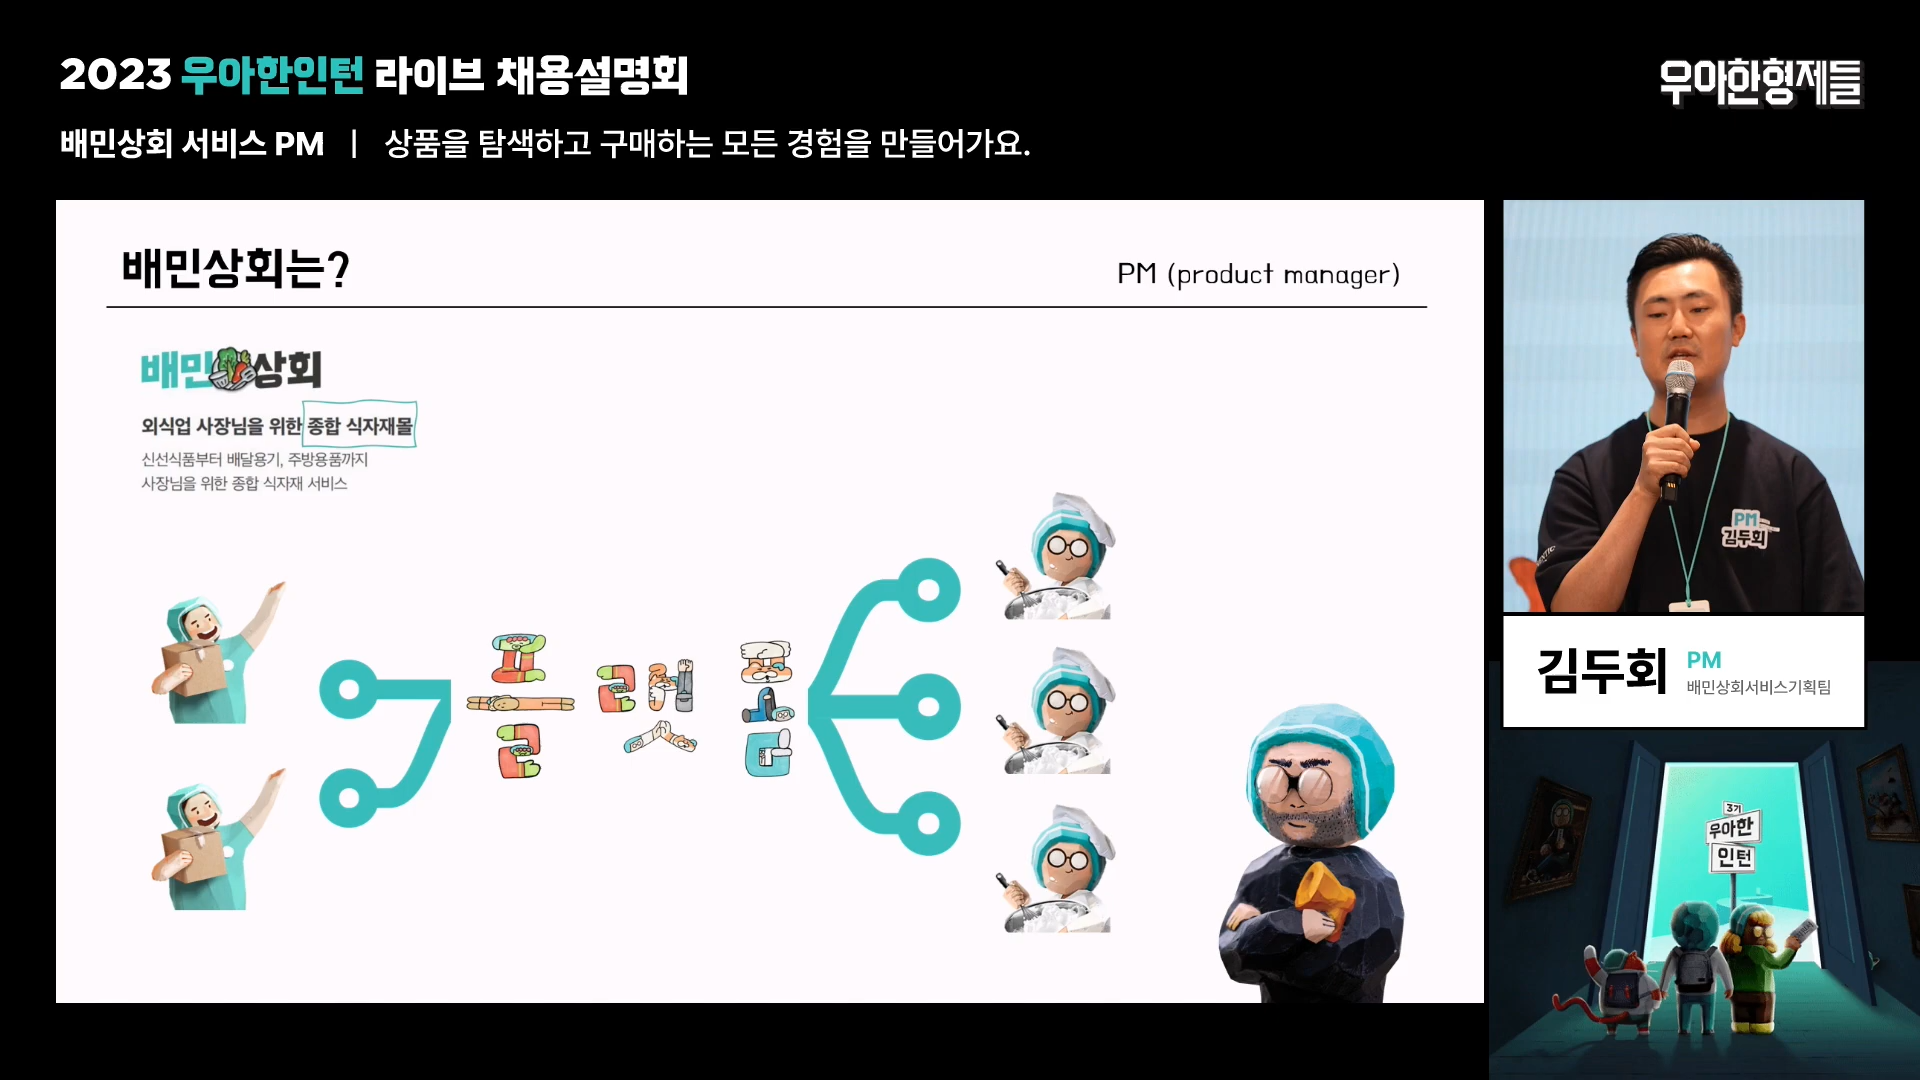 2023 우아한인턴 라이브 채용설명회
우아한형제들
배민상회 서비스 PM | 상품을 탐색하고 구매하는 모든 경험을 만들어가요.
배민상회는?
PM (product manager)
배민상회
외식업 사장님을 위한 종합 식자재몰
신선식품부터 배달용기, 주방용품까지
사장님을 위한 종합 식자재 서비스
플랫폼
PM
김두회
김두회 PM
배민상회서비스기획팀
3기
우아한
인턴